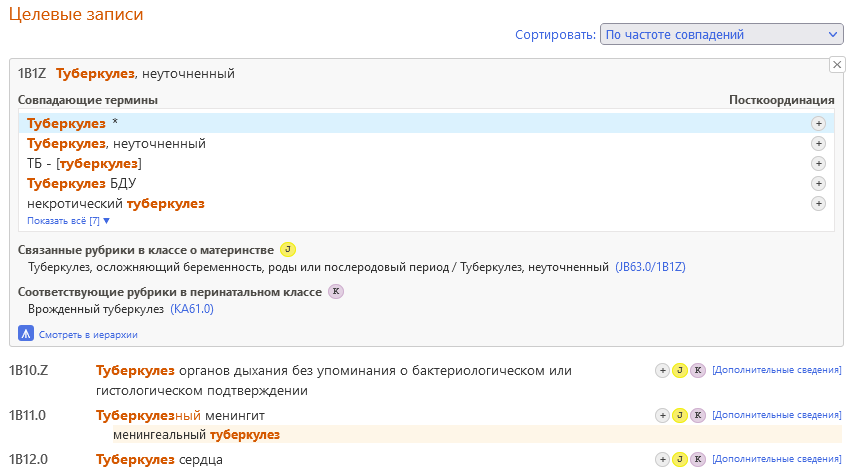 Целевые записи
Сортировать: По частоте совпадений
1B1Z Туберкулез, неуточненный
Совпадающие термины Посткоординация
Туберкулез * +
Туберкулез, неуточненный +
ТБ - [туберкулез] +
Туберкулез БДУ +
некротический туберкулез +
Показать всё [7] ▼
Связанные рубрики в классе о материнстве J
Туберкулез, осложняющий беременность, роды или послеродовый период / Туберкулез, неуточненный (JB63.0/1B1Z)
Соответствующие рубрики в перинатальном классе K
Врожденный туберкулез (KA61.0)
Смотреть в иерархии
1B10.Z Туберкулез органов дыхания без упоминания о бактериологическом или + J K [Дополнительные сведения]
гистологическом подтверждении
1B11.0 Туберкулезный менингит + J K [Дополнительные сведения]
менингеальный туберкулез
1B12.0 Туберкулез сердца + J K [Дополнительные сведения]